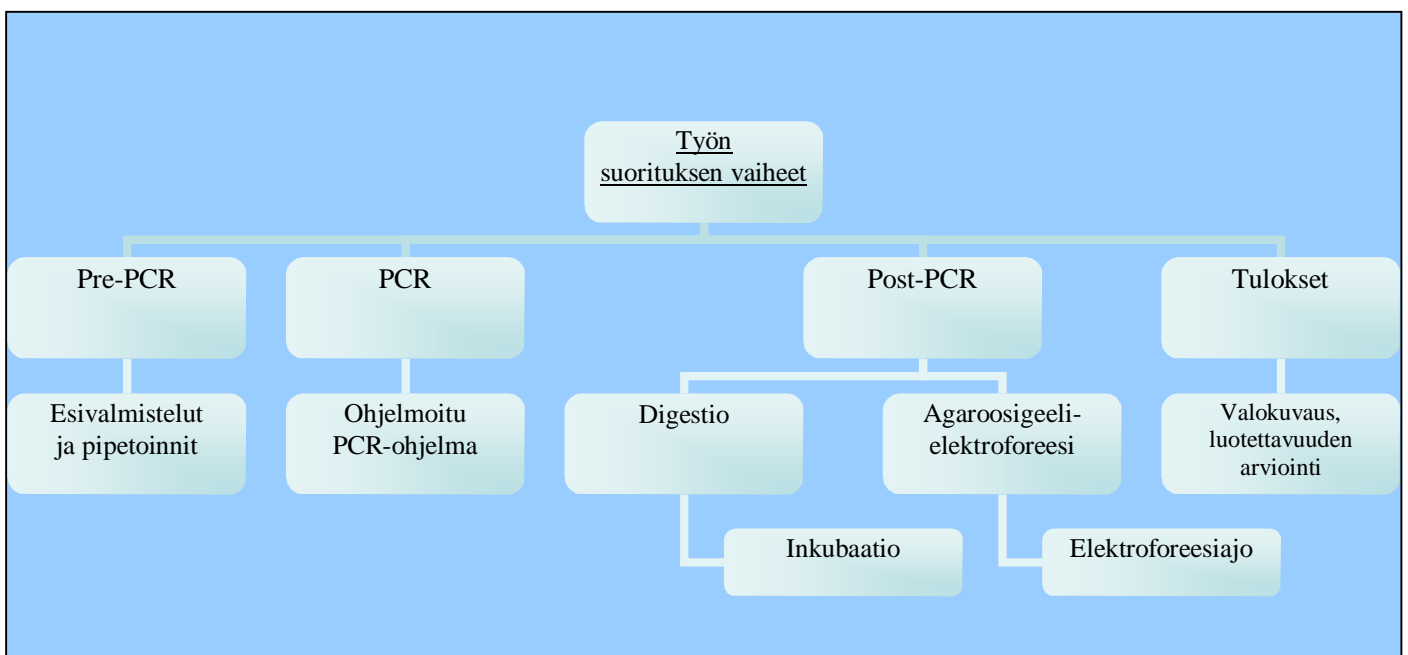 Työn
suorituksen vaiheet
Pre-PCR
PCR
Post-PCR
Tulokset
Esivalmistelut
ja pipetoinnit
Ohjelmoitu
PCR-ohjelma
Digestio
Agaroosigeeli-
elektroforeesi
Valokuvaus,
luotettavuuden
arviointi
Inkubaatio
Elektroforeesiajo